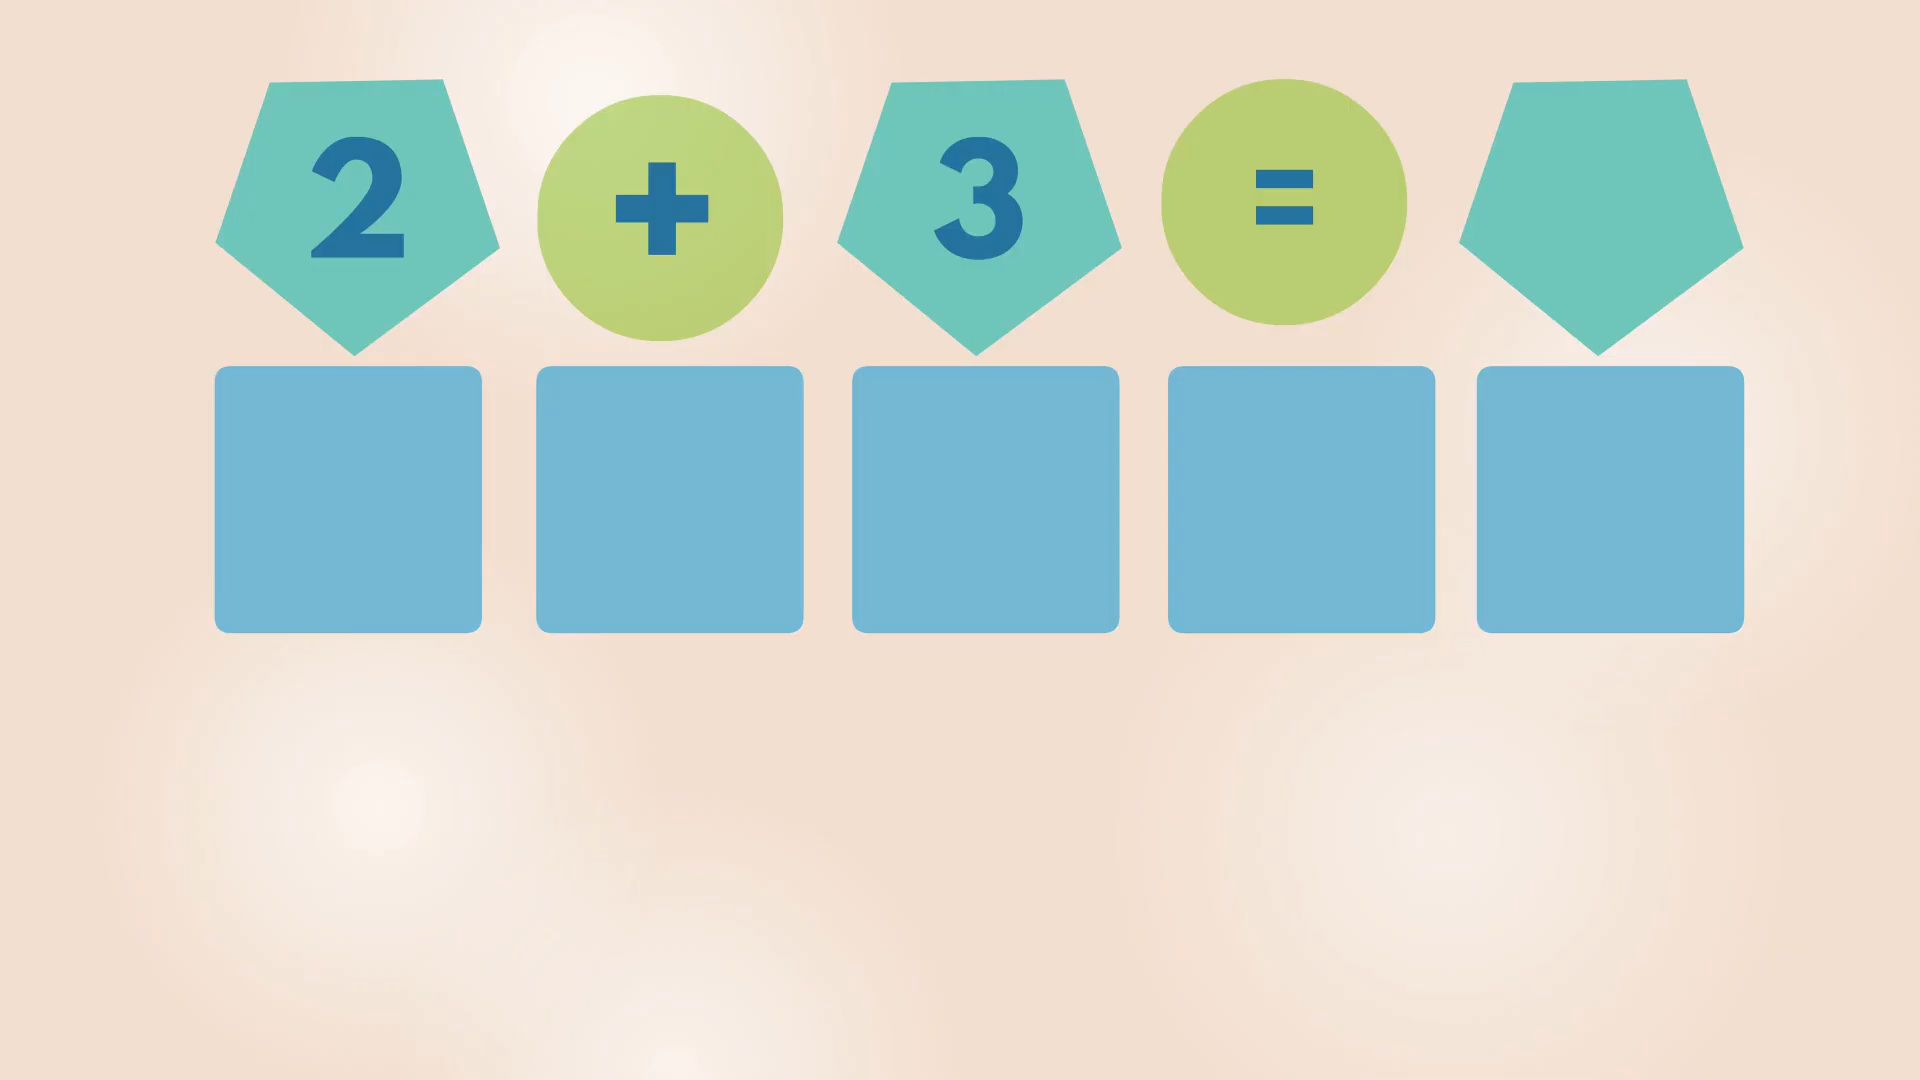 2 + 3 =